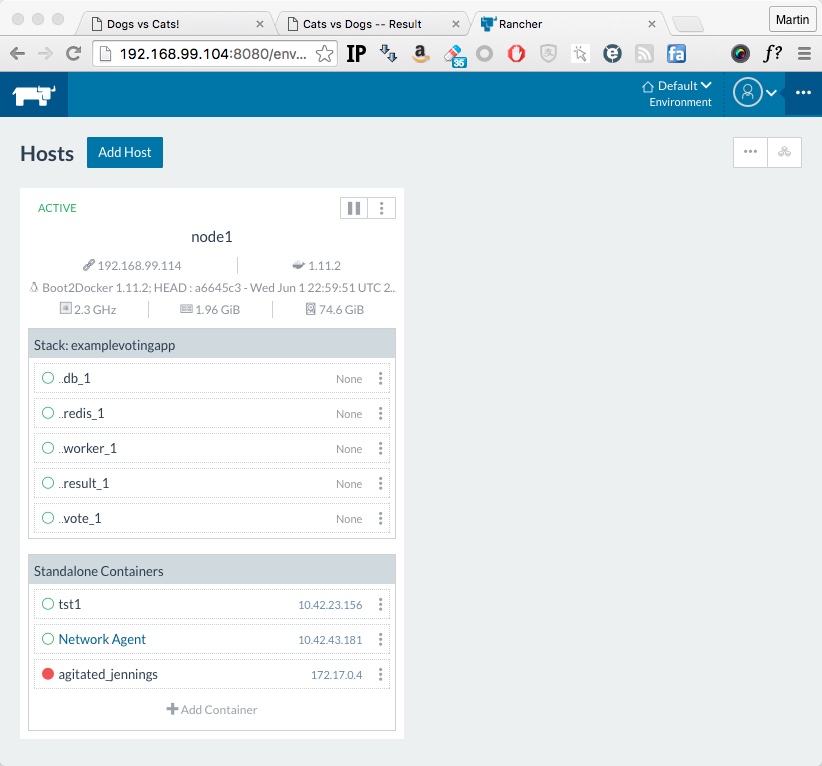 Dogs vs Cats!
Cats vs Dogs -- Result
Rancher
Martin
192.168.99.104:8080/env...
IP
a
35
fa
f?
Default
Environment
Hosts
Add Host
ACTIVE
node1
192.168.99.114
1.11.2
Boot2Docker 1.11.2; HEAD : a6645c3 - Wed Jun 1 22:59:51 UTC 2..
2.3 GHz
1.96 GiB
74.6 GiB
Stack: examplevotingapp
..db_1 None
..redis_1 None
..worker_1 None
..result_1 None
..vote_1 None
Standalone Containers
tst1 10.42.23.156
Network Agent 10.42.43.181
agitated_jennings 172.17.0.4
Add Container